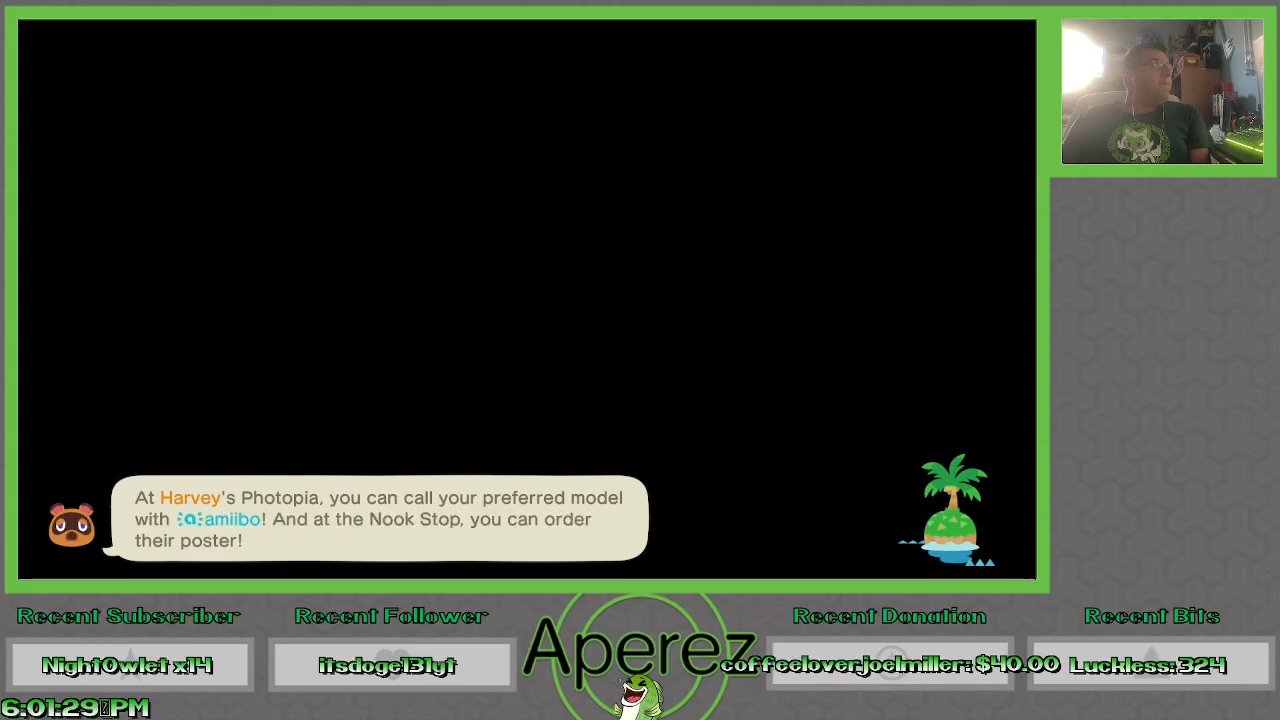 At Harvey's Photopia, you can call your preferred model
with amiibo! And at the Nook Stop, you can order
their poster!
Recent Subscriber
NightOwlet x14
Recent Follower
itsdoge131yt
Aperez
Recent Donation
coffeeloverjoelmiller: $40.00
Recent Bits
Luckless: 324
6:01:29 PM